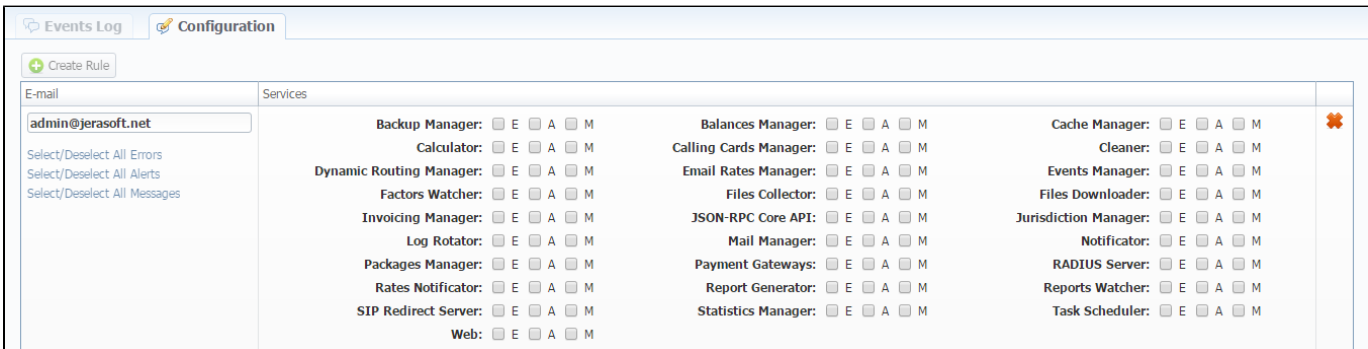 Events Log Configuration
Create Rule
E-mail Services
admin@jerasoft.net
Select/Deselect All Errors
Select/Deselect All Alerts
Select/Deselect All Messages
Backup Manager: E A M Balances Manager: E A M Cache Manager: E A M
Calculator: E A M Calling Cards Manager: E A M Cleaner: E A M
Dynamic Routing Manager: E A M Email Rates Manager: E A M Events Manager: E A M
Factors Watcher: E A M Files Collector: E A M Files Downloader: E A M
Invoicing Manager: E A M JSON-RPC Core API: E A M Jurisdiction Manager: E A M
Log Rotator: E A M Mail Manager: E A M Notificator: E A M
Packages Manager: E A M Payment Gateways: E A M RADIUS Server: E A M
Rates Notificator: E A M Report Generator: E A M Reports Watcher: E A M
SIP Redirect Server: E A M Statistics Manager: E A M Task Scheduler: E A M
Web: E A M